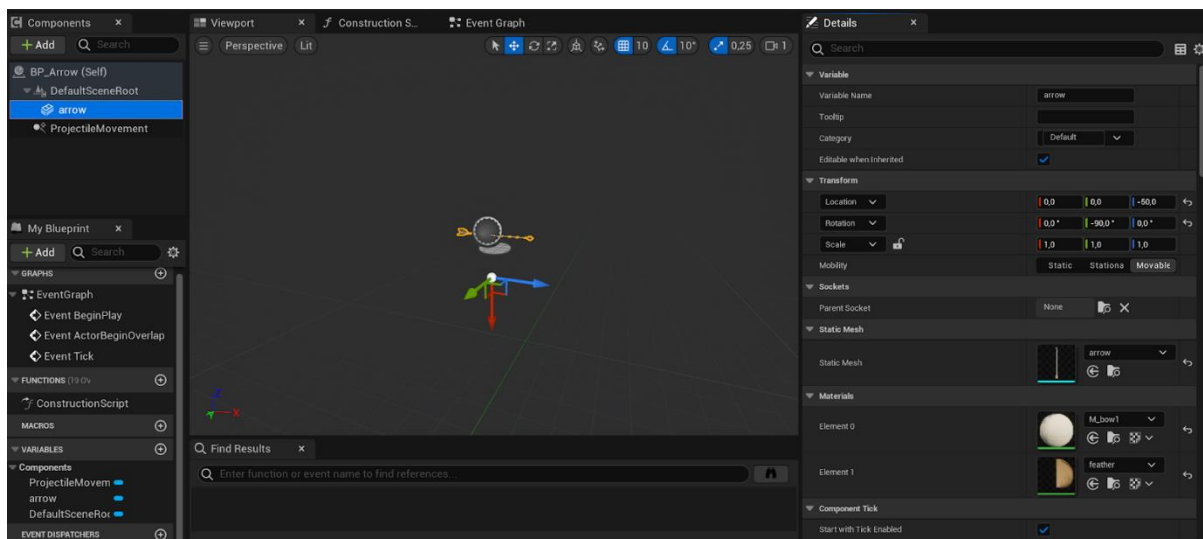 Components
+ Add
Search
BP_Arrow (Self)
DefaultSceneRoot
arrow
ProjectileMovement
My Blueprint
+ Add
Search
GRAPHS
EventGraph
Event BeginPlay
Event ActorBeginOverlap
Event Tick
FUNCTIONS (19 OV
ConstructionScript
MACROS
VARIABLES
Components
ProjectileMovem
arrow
DefaultSceneRoo
EVENT DISPATCHERS
Viewport
Construction S...
Event Graph
Perspective
Lit
10
10°
0,25
1
Z
X
Find Results
Enter function or event name to find references...
Details
Search
Variable
Variable Name
arrow
Tooltip
Category
Default
Editable when Inherited
Transform
Location
0,0
0,0
-50,0
Rotation
0,0 °
-90,0 °
0,0 °
Scale
1,0
1,0
1,0
Mobility
Static
Stationa
Movable
Sockets
Parent Socket
None
Static Mesh
Static Mesh
arrow
Materials
Element 0
M_bow1
Element 1
feather
Component Tick
Start with Tick Enabled